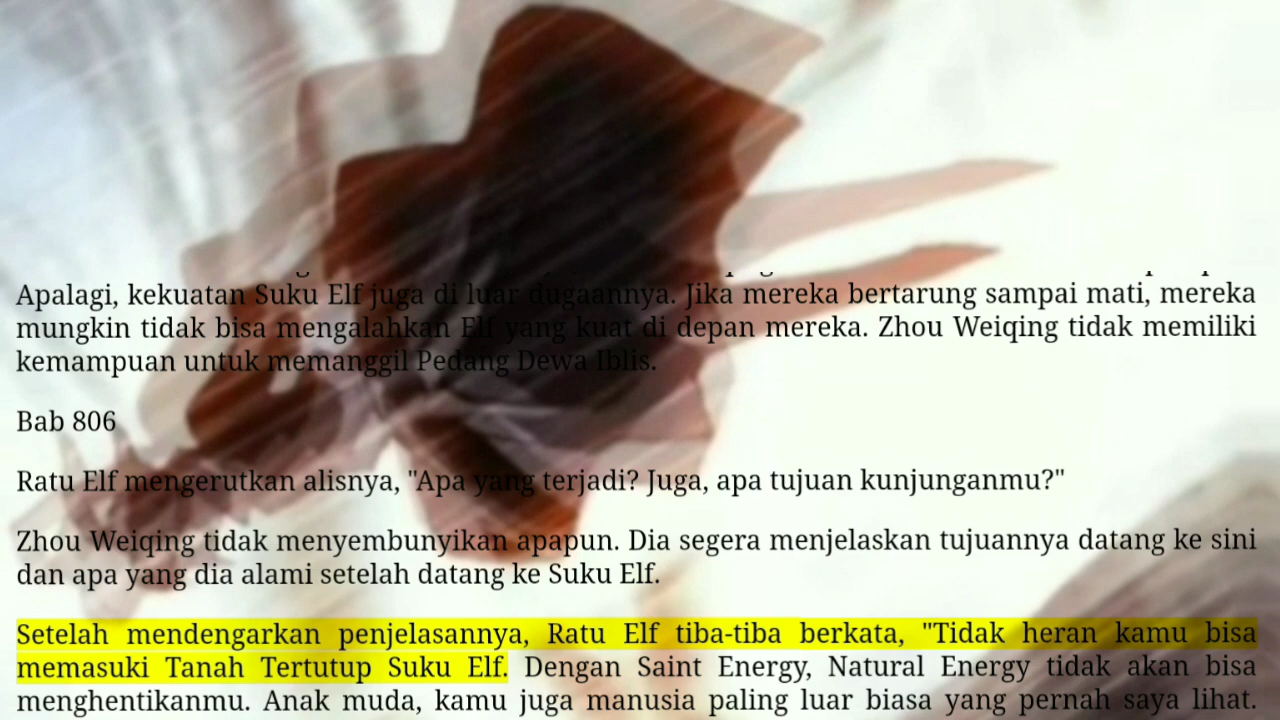 Apalagi, kekuatan Suku Elf juga di luar dugaannya. Jika mereka bertarung sampai mati, mereka
mungkin tidak bisa mengalahkan Elf yang kuat di depan mereka. Zhou Weiqing tidak memiliki
kemampuan untuk memanggil Pedang Dewa Iblis.
Bab 806
Ratu Elf mengerutkan alisnya, "Apa yang terjadi? Juga, apa tujuan kunjunganmu?"
Zhou Weiqing tidak menyembunyikan apapun. Dia segera menjelaskan tujuannya datang ke sini
dan apa yang dia alami setelah datang ke Suku Elf.
Setelah mendengarkan penjelasannya, Ratu Elf tiba-tiba berkata, "Tidak heran kamu bisa
memasuki Tanah Tertutup Suku Elf. Dengan Saint Energy, Natural Energy tidak akan bisa
menghentikanmu. Anak muda, kamu juga manusia paling luar biasa yang pernah saya lihat.